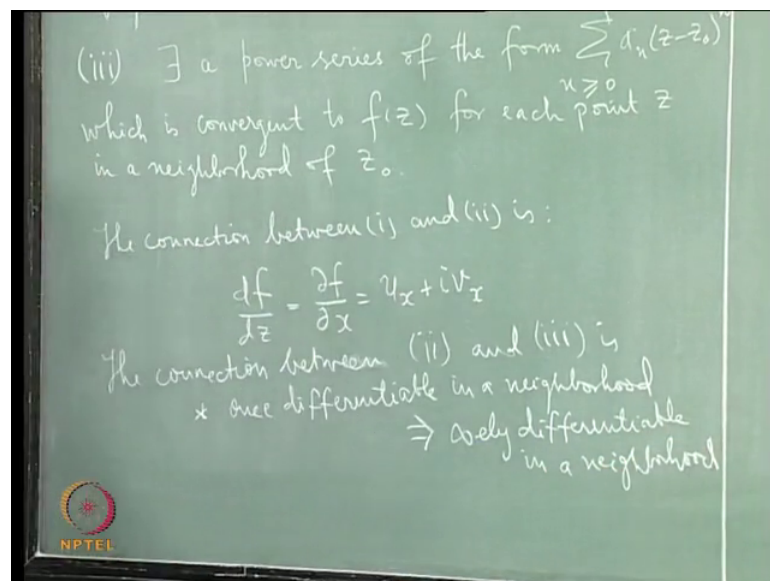 (iii) ∃ a power series of the form ∑ aₙ(z-z₀)ⁿ
n ≥ 0
which is convergent to f(z) for each point z
in a neighborhood of z₀.
The connection between (i) and (ii) is:
df/dz = ∂f/∂x = uₓ + ivₓ
The connection between (ii) and (iii) is
* once differentiable in a neighborhood
⇒ ∞ely differentiable
in a neighborhood
NPTEL